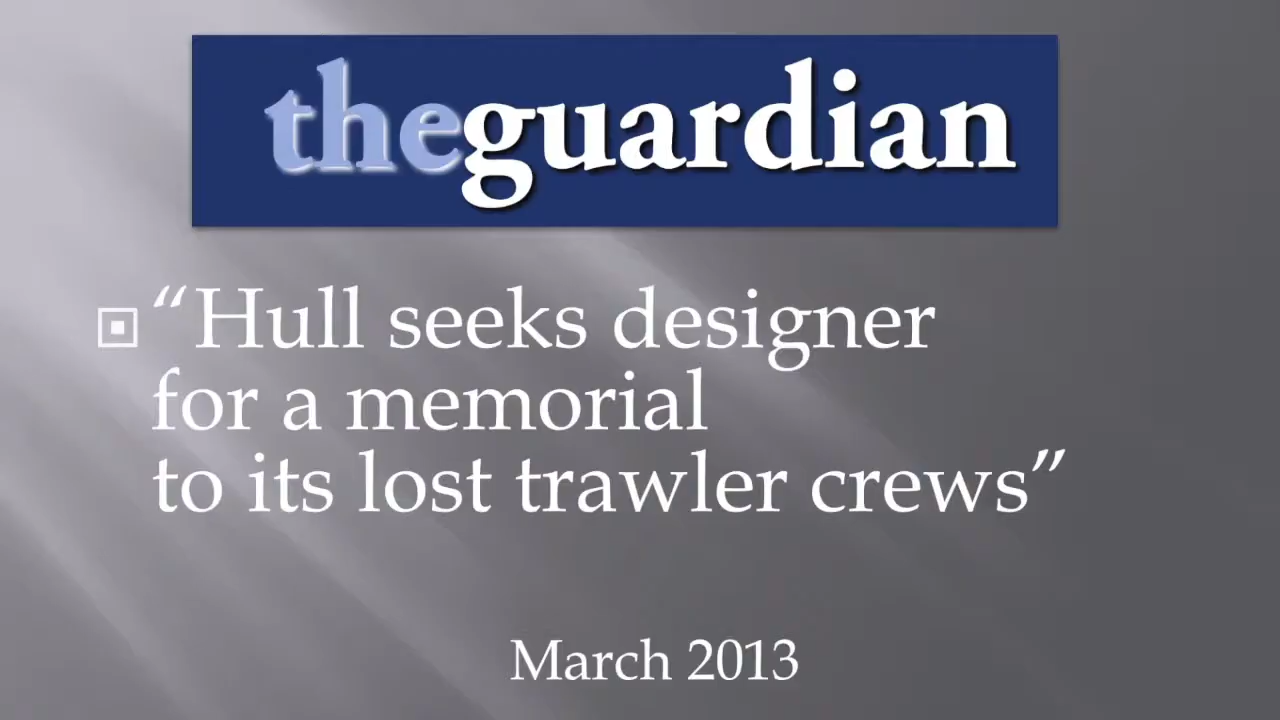 theguardian
“Hull seeks designer
for a memorial
to its lost trawler crews”
March 2013